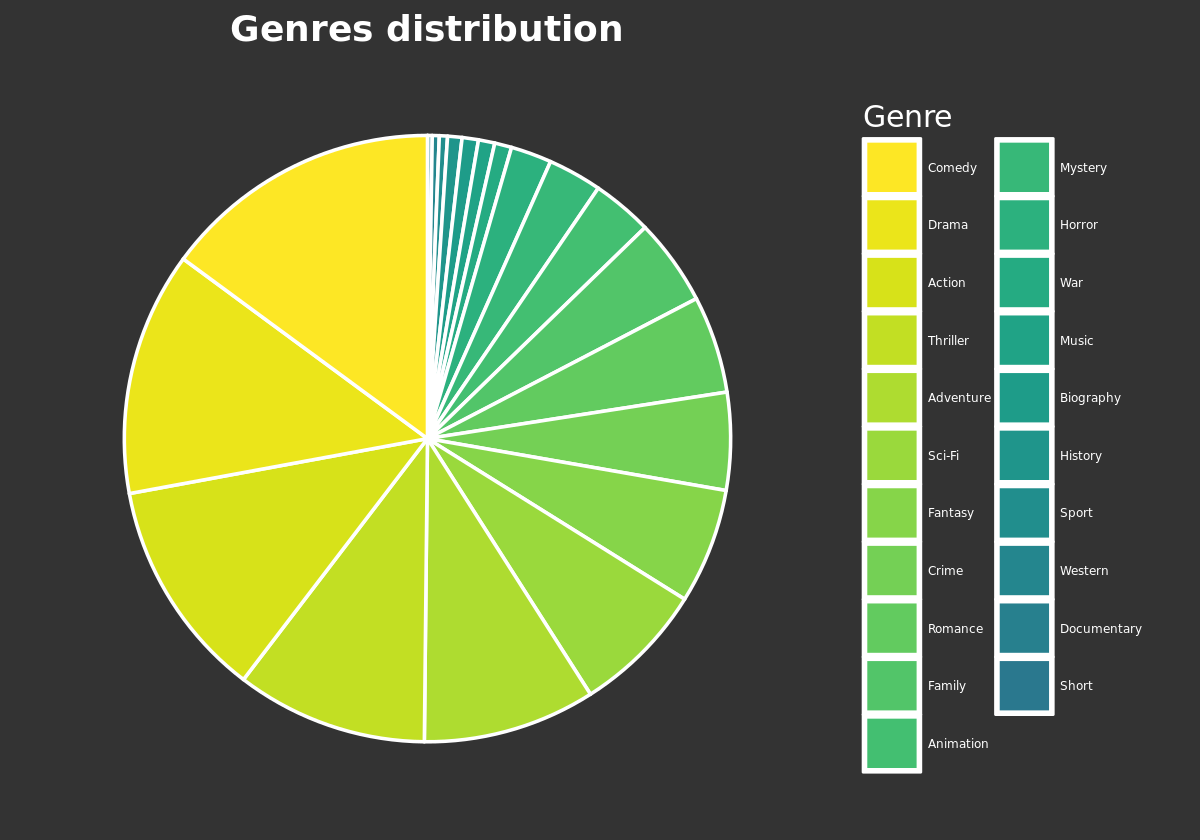 Genres distribution
Genre
Comedy
Drama
Action
Thriller
Adventure
Sci-Fi
Fantasy
Crime
Romance
Family
Animation
Mystery
Horror
War
Music
Biography
History
Sport
Western
Documentary
Short